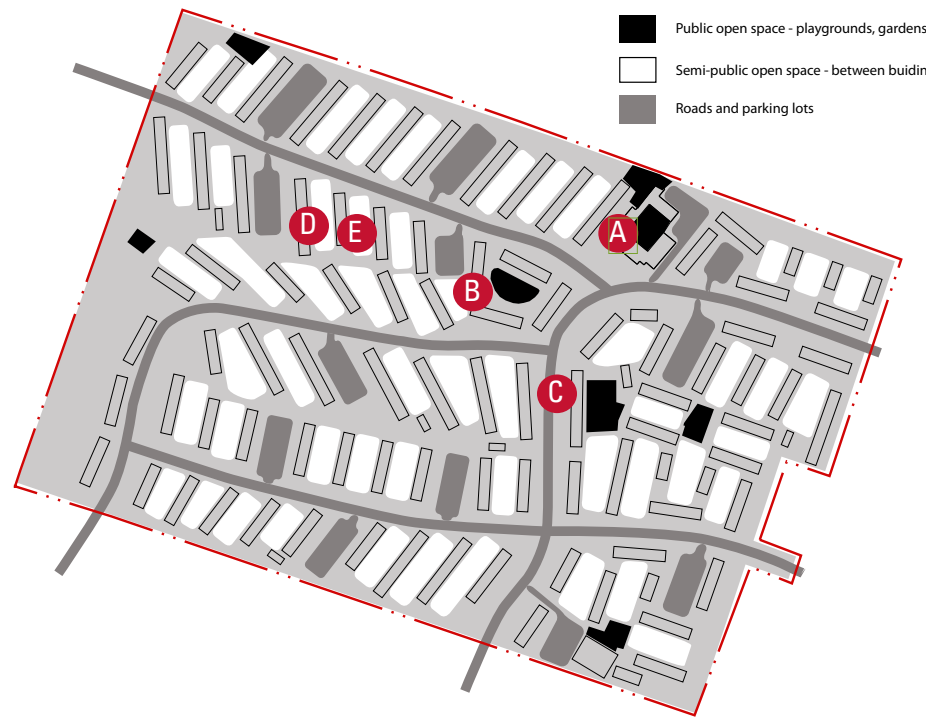 Public open space - playgrounds, gardens
Semi-public open space - between buidin
Roads and parking lots
A
D
E
B
C